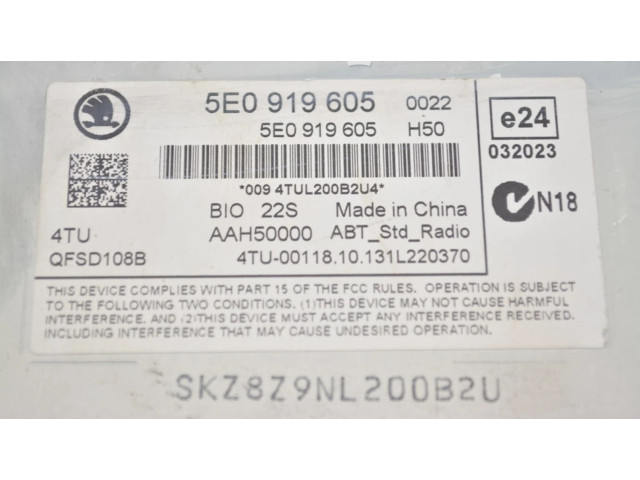 5E0 919 605 0022
5E0 919 605 H50
e24
032023
*009 4TUL200B2U4*
N18
BIO 22S Made in China
4TU AAH50000 ABT_Std_Radio
QFSD108B 4TU-00118.10.131L220370
THIS DEVICE COMPLIES WITH PART 15 OF THE FCC RULES. OPERATION IS SUBJECT
TO THE FOLLOWING TWO CONDITIONS. (1)THIS DEVICE MAY NOT CAUSE HARMFUL
INTERFERENCE. AND (2)THIS DEVICE MUST ACCEPT ANY INTERFERENCE RECEIVED.
INCLUDING INTERFERENCE THAT MAY CAUSE UNDESIRED OPERATION.
SKZ8Z9NL200B2U